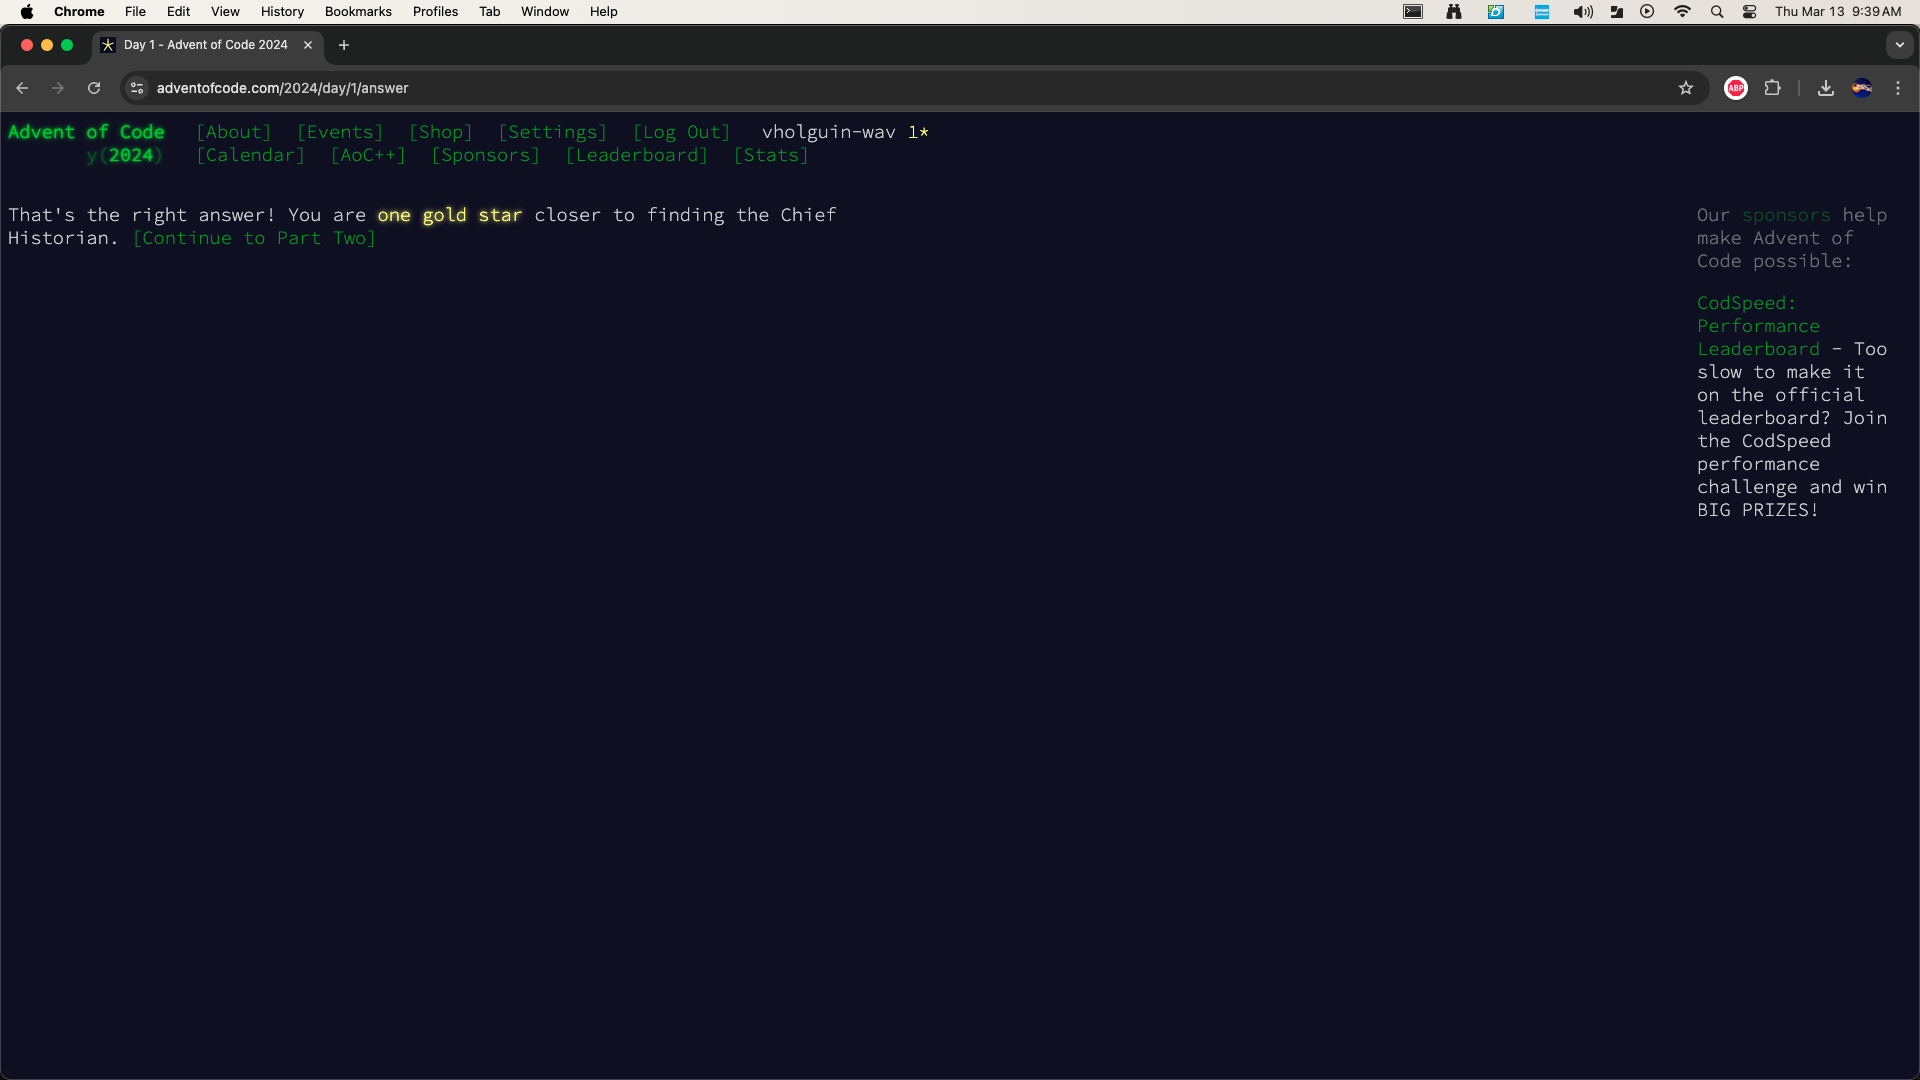 Chrome File Edit View History Bookmarks Profiles Tab Window Help Thu Mar 13 9:39 AM
Day 1 - Advent of Code 2024
adventofcode.com/2024/day/1/answer
ABP
Advent of Code [About] [Events] [Shop] [Settings] [Log Out] vholguin-wav 1*
y(2024) [Calendar] [AoC++] [Sponsors] [Leaderboard] [Stats]
That's the right answer! You are one gold star closer to finding the Chief
Historian. [Continue to Part Two]
Our sponsors help
make Advent of
Code possible:
CodSpeed:
Performance
Leaderboard - Too
slow to make it
on the official
leaderboard? Join
the CodSpeed
performance
challenge and win
BIG PRIZES!